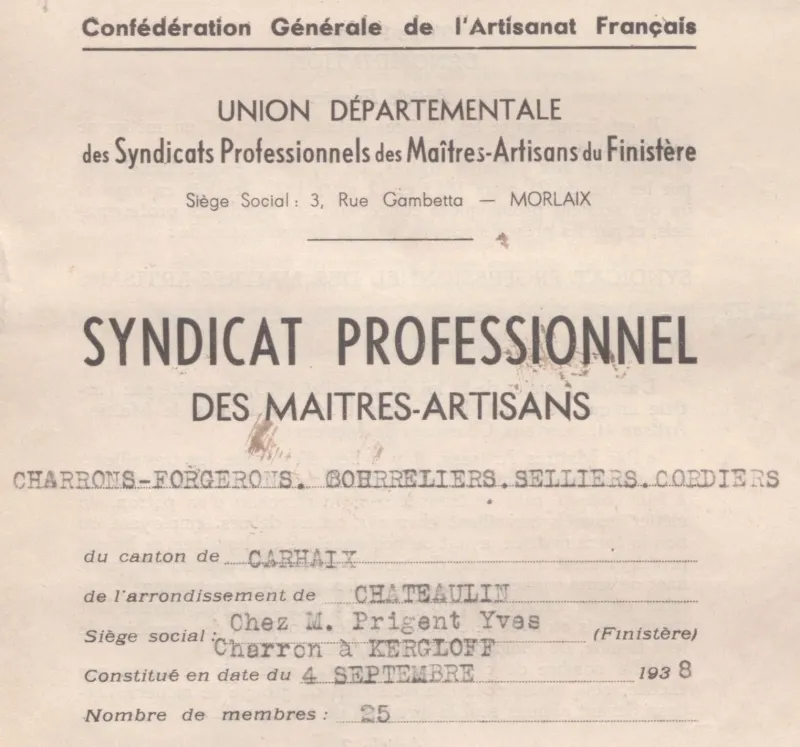 Confédération Générale de l'Artisanat Français
UNION DÉPARTEMENTALE
des Syndicats Professionnels des Maîtres-Artisans du Finistère
Siège Social : 3, Rue Gambetta — MORLAIX
SYNDICAT PROFESSIONNEL
DES MAITRES-ARTISANS
CHARRONS-FORGERONS. BOURRELIERS.SELLIERS.CORDIERS
du canton de CARHAIX
de l'arrondissement de CHATEAULIN
Siège social : Chez M. Prigent Yves
Charron à KERGLOFF (Finistère)
Constitué en date du 4 SEPTEMBRE 1938
Nombre de membres : 25